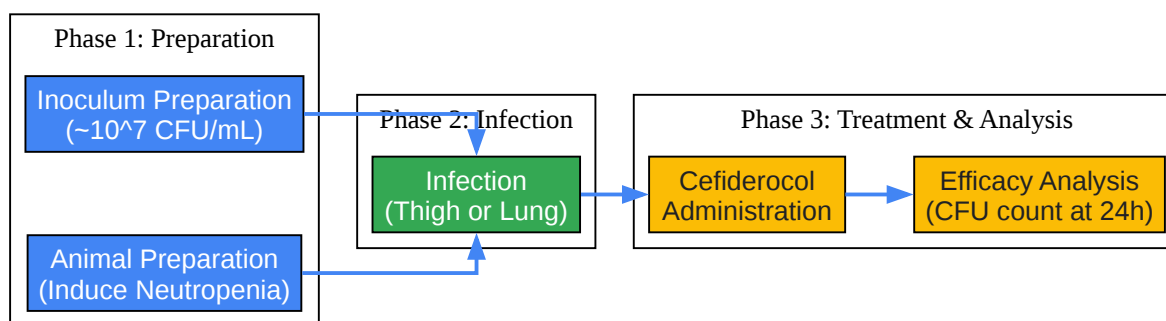 Phase 1: Preparation
Inoculum Preparation
(~10^7 CFU/mL)
Animal Preparation
(Induce Neutropenia)
Phase 2: Infection
Infection
(Thigh or Lung)
Phase 3: Treatment & Analysis
Cefiderocol
Administration
Efficacy Analysis
(CFU count at 24h)